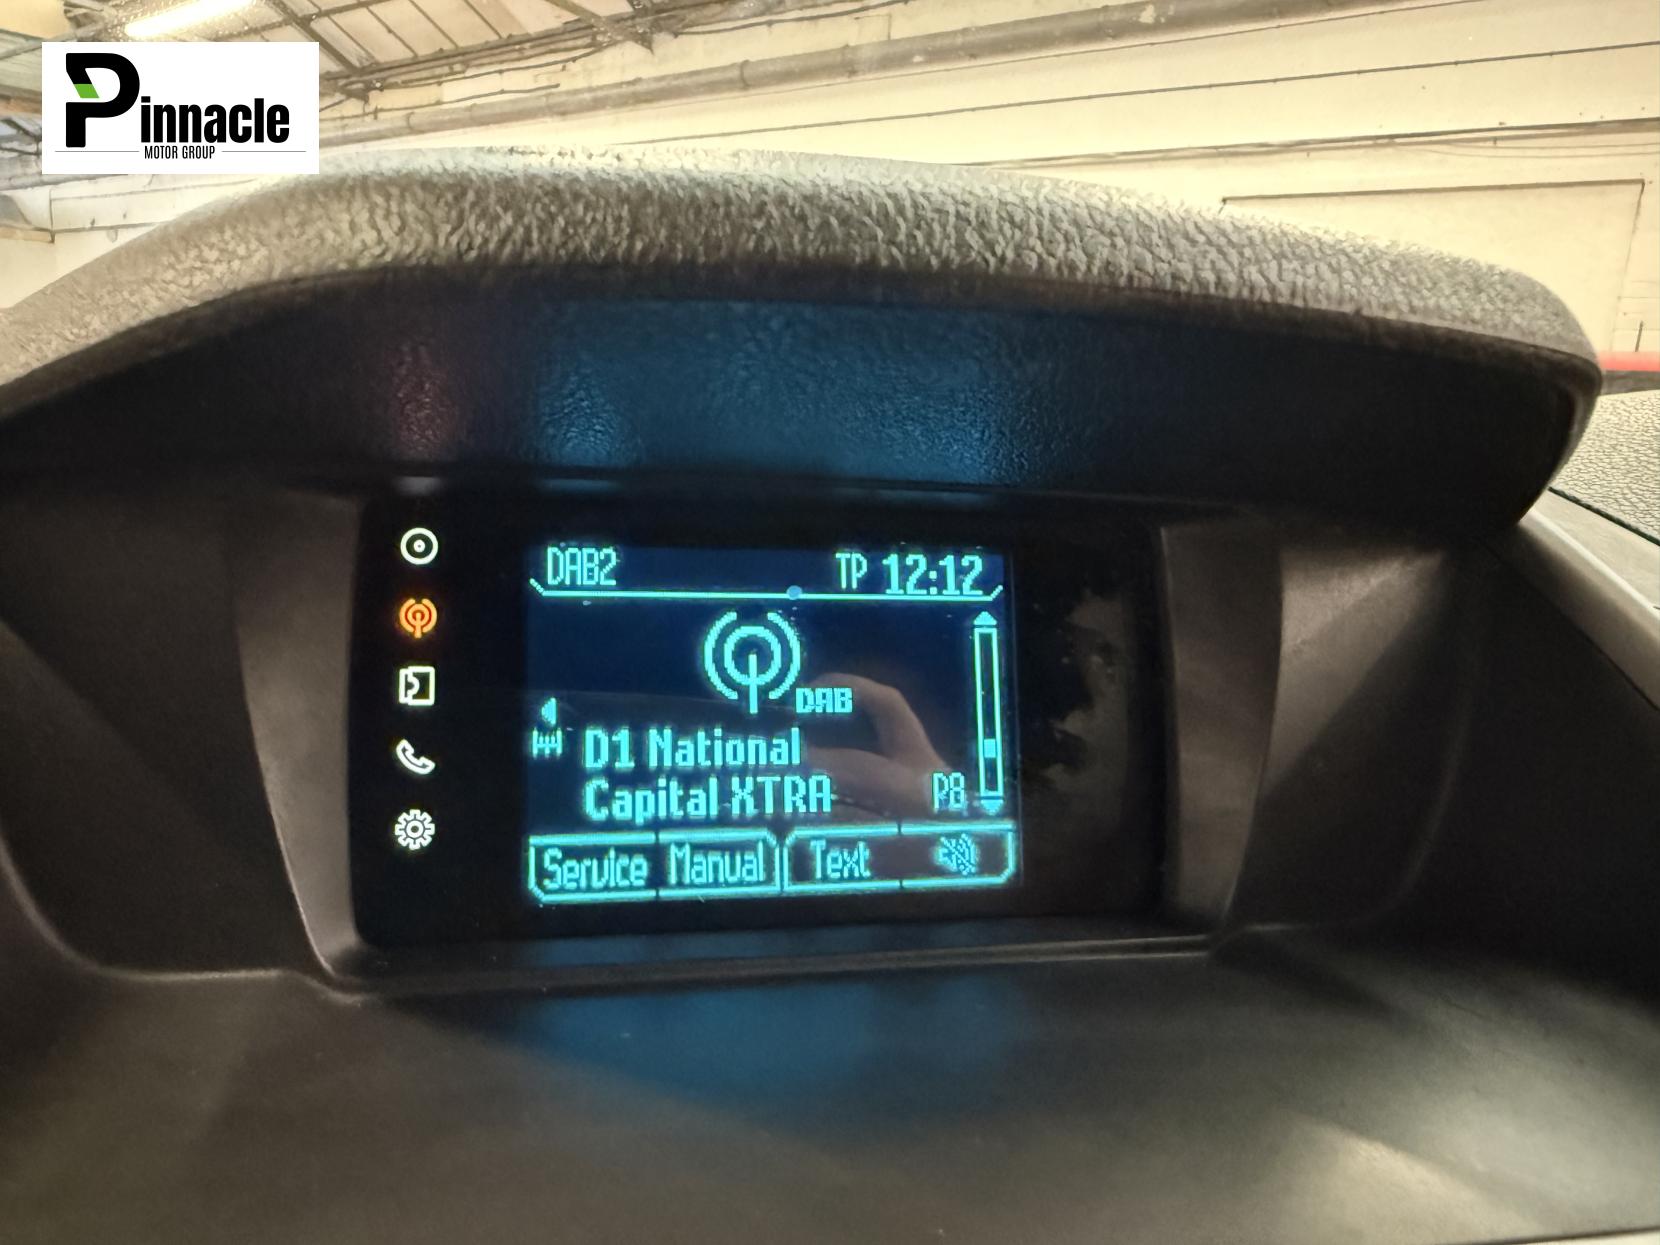 Pinnacle
MOTOR GROUP
DAB2 TP 12:12
DAB
D1 National
Capital XTRA P8
Service Manual Text